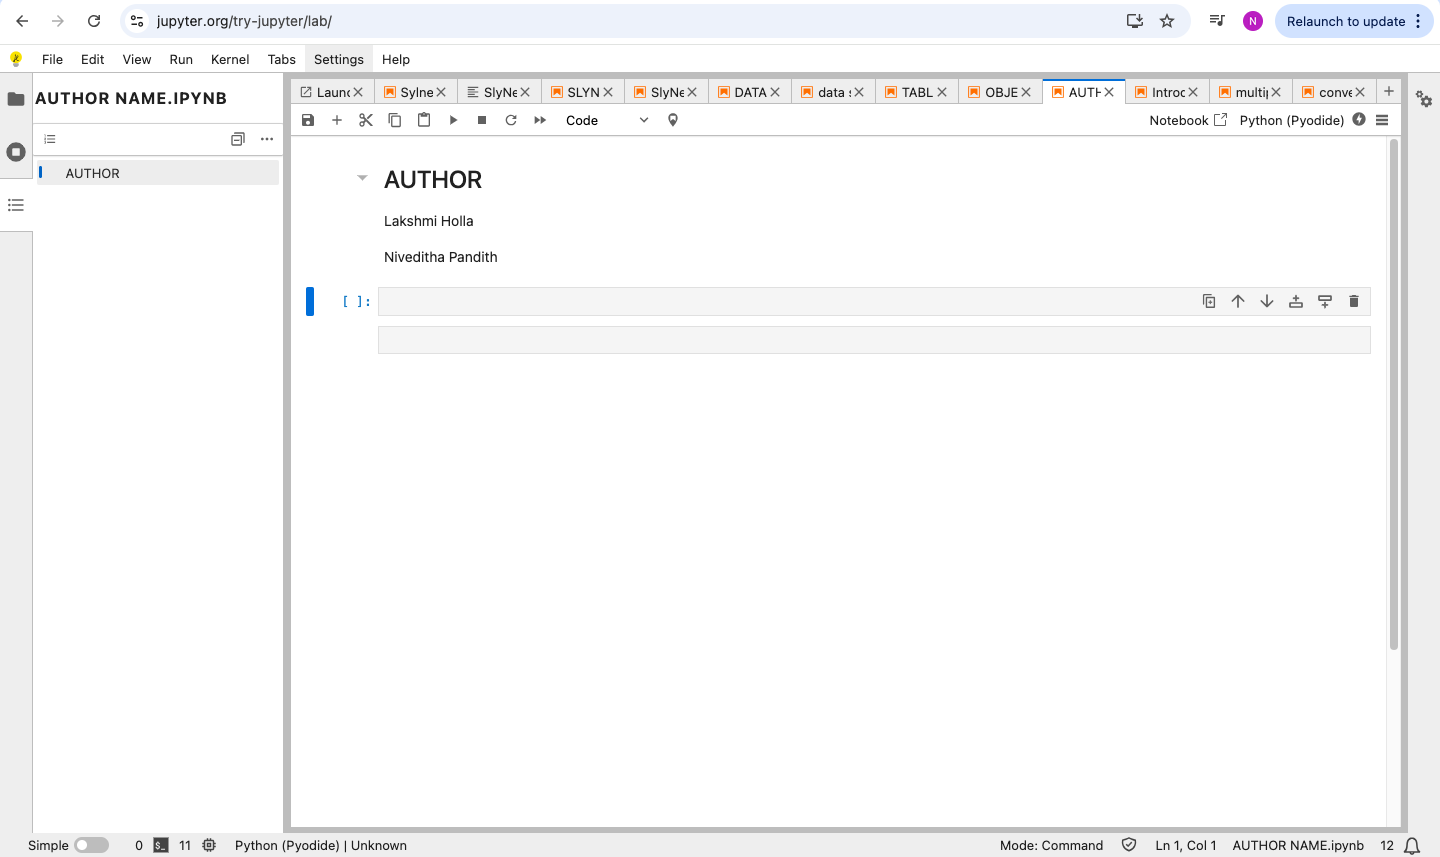 jupyter.org/try-jupyter/lab/
N
Relaunch to update
File Edit View Run Kernel Tabs Settings Help
AUTHOR NAME.IPYNB
AUTHOR
Launc Sylne SlyNe SLYN SlyNe DATA data s TABL OBJE AUTH Introd multip conve
Code
Notebook Python (Pyodide)
AUTHOR
Lakshmi Holla
Niveditha Pandith
[ ]:
Simple 0 $_ 11 Python (Pyodide) | Unknown Mode: Command Ln 1, Col 1 AUTHOR NAME.ipynb 12